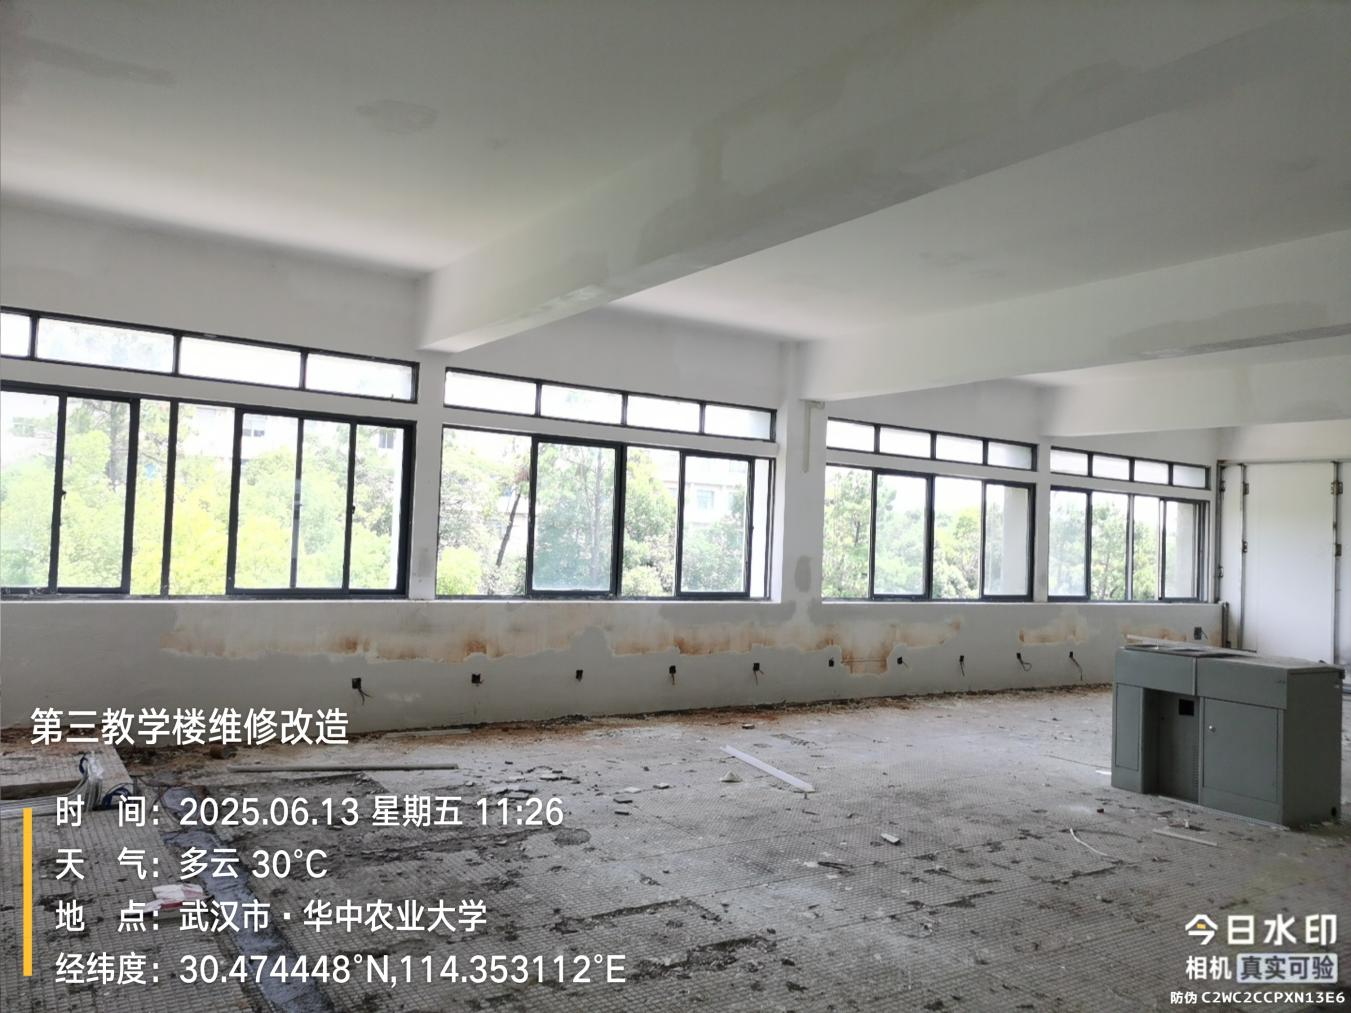 第三教学楼维修改造
时 间：2025.06.13 星期五 11:26
天 气：多云 30°C
地 点：武汉市·华中农业大学
经纬度：30.474448°N,114.353112°E
今日水印
相机 真实可验
防伪 C2WC2CCPXN13E6